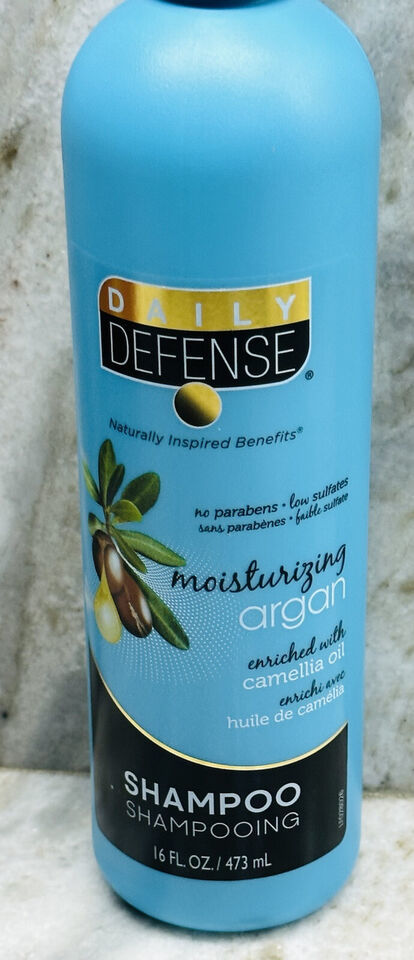 DAILY
DEFENSE®
Naturally Inspired Benefits®
no parabens • low sulfates
sans parabènes • faible sulfate
moisturizing
argan
enriched with
camellia oil
enrichi avec
huile de camélia
SHAMPOO
SHAMPOOING
16 FL. OZ. / 473 mL